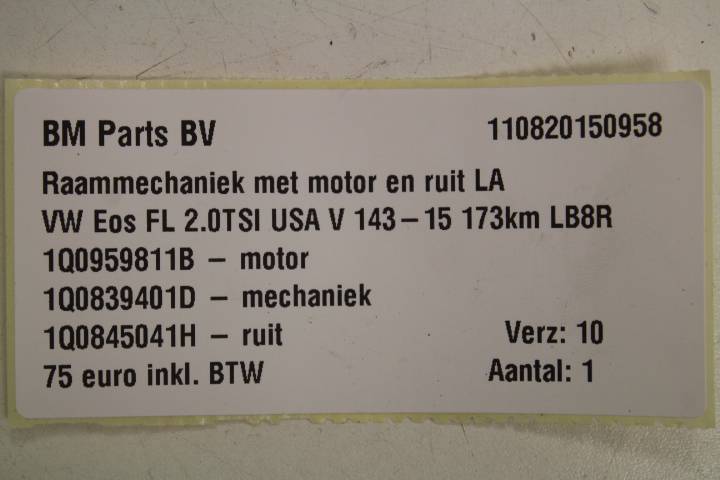 BM Parts BV 110820150958
Raammechaniek met motor en ruit LA
VW Eos FL 2.0TSI USA V 143 – 15 173km LB8R
1Q0959811B – motor
1Q0839401D – mechaniek
1Q0845041H – ruit Verz: 10
75 euro inkl. BTW Aantal: 1